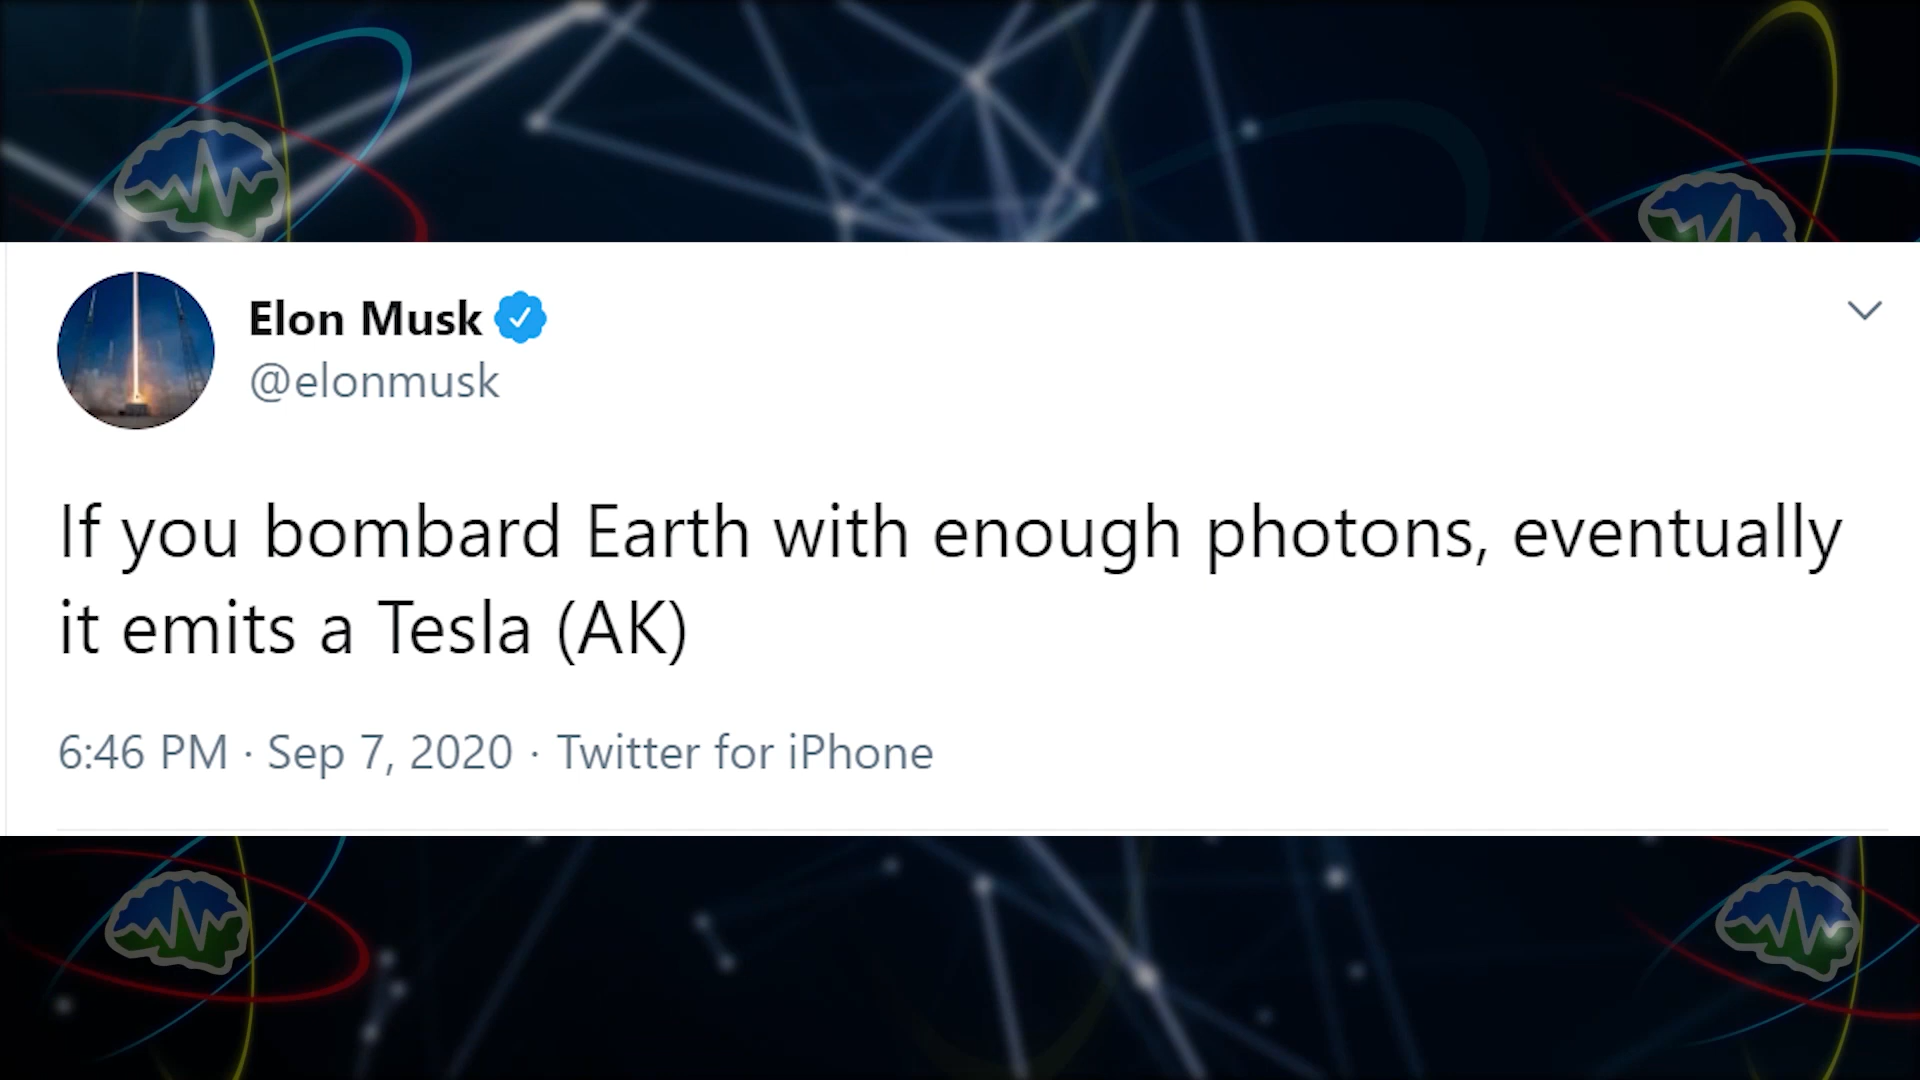 Elon Musk
@elonmusk
If you bombard Earth with enough photons, eventually
it emits a Tesla (AK)
6:46 PM · Sep 7, 2020 · Twitter for iPhone